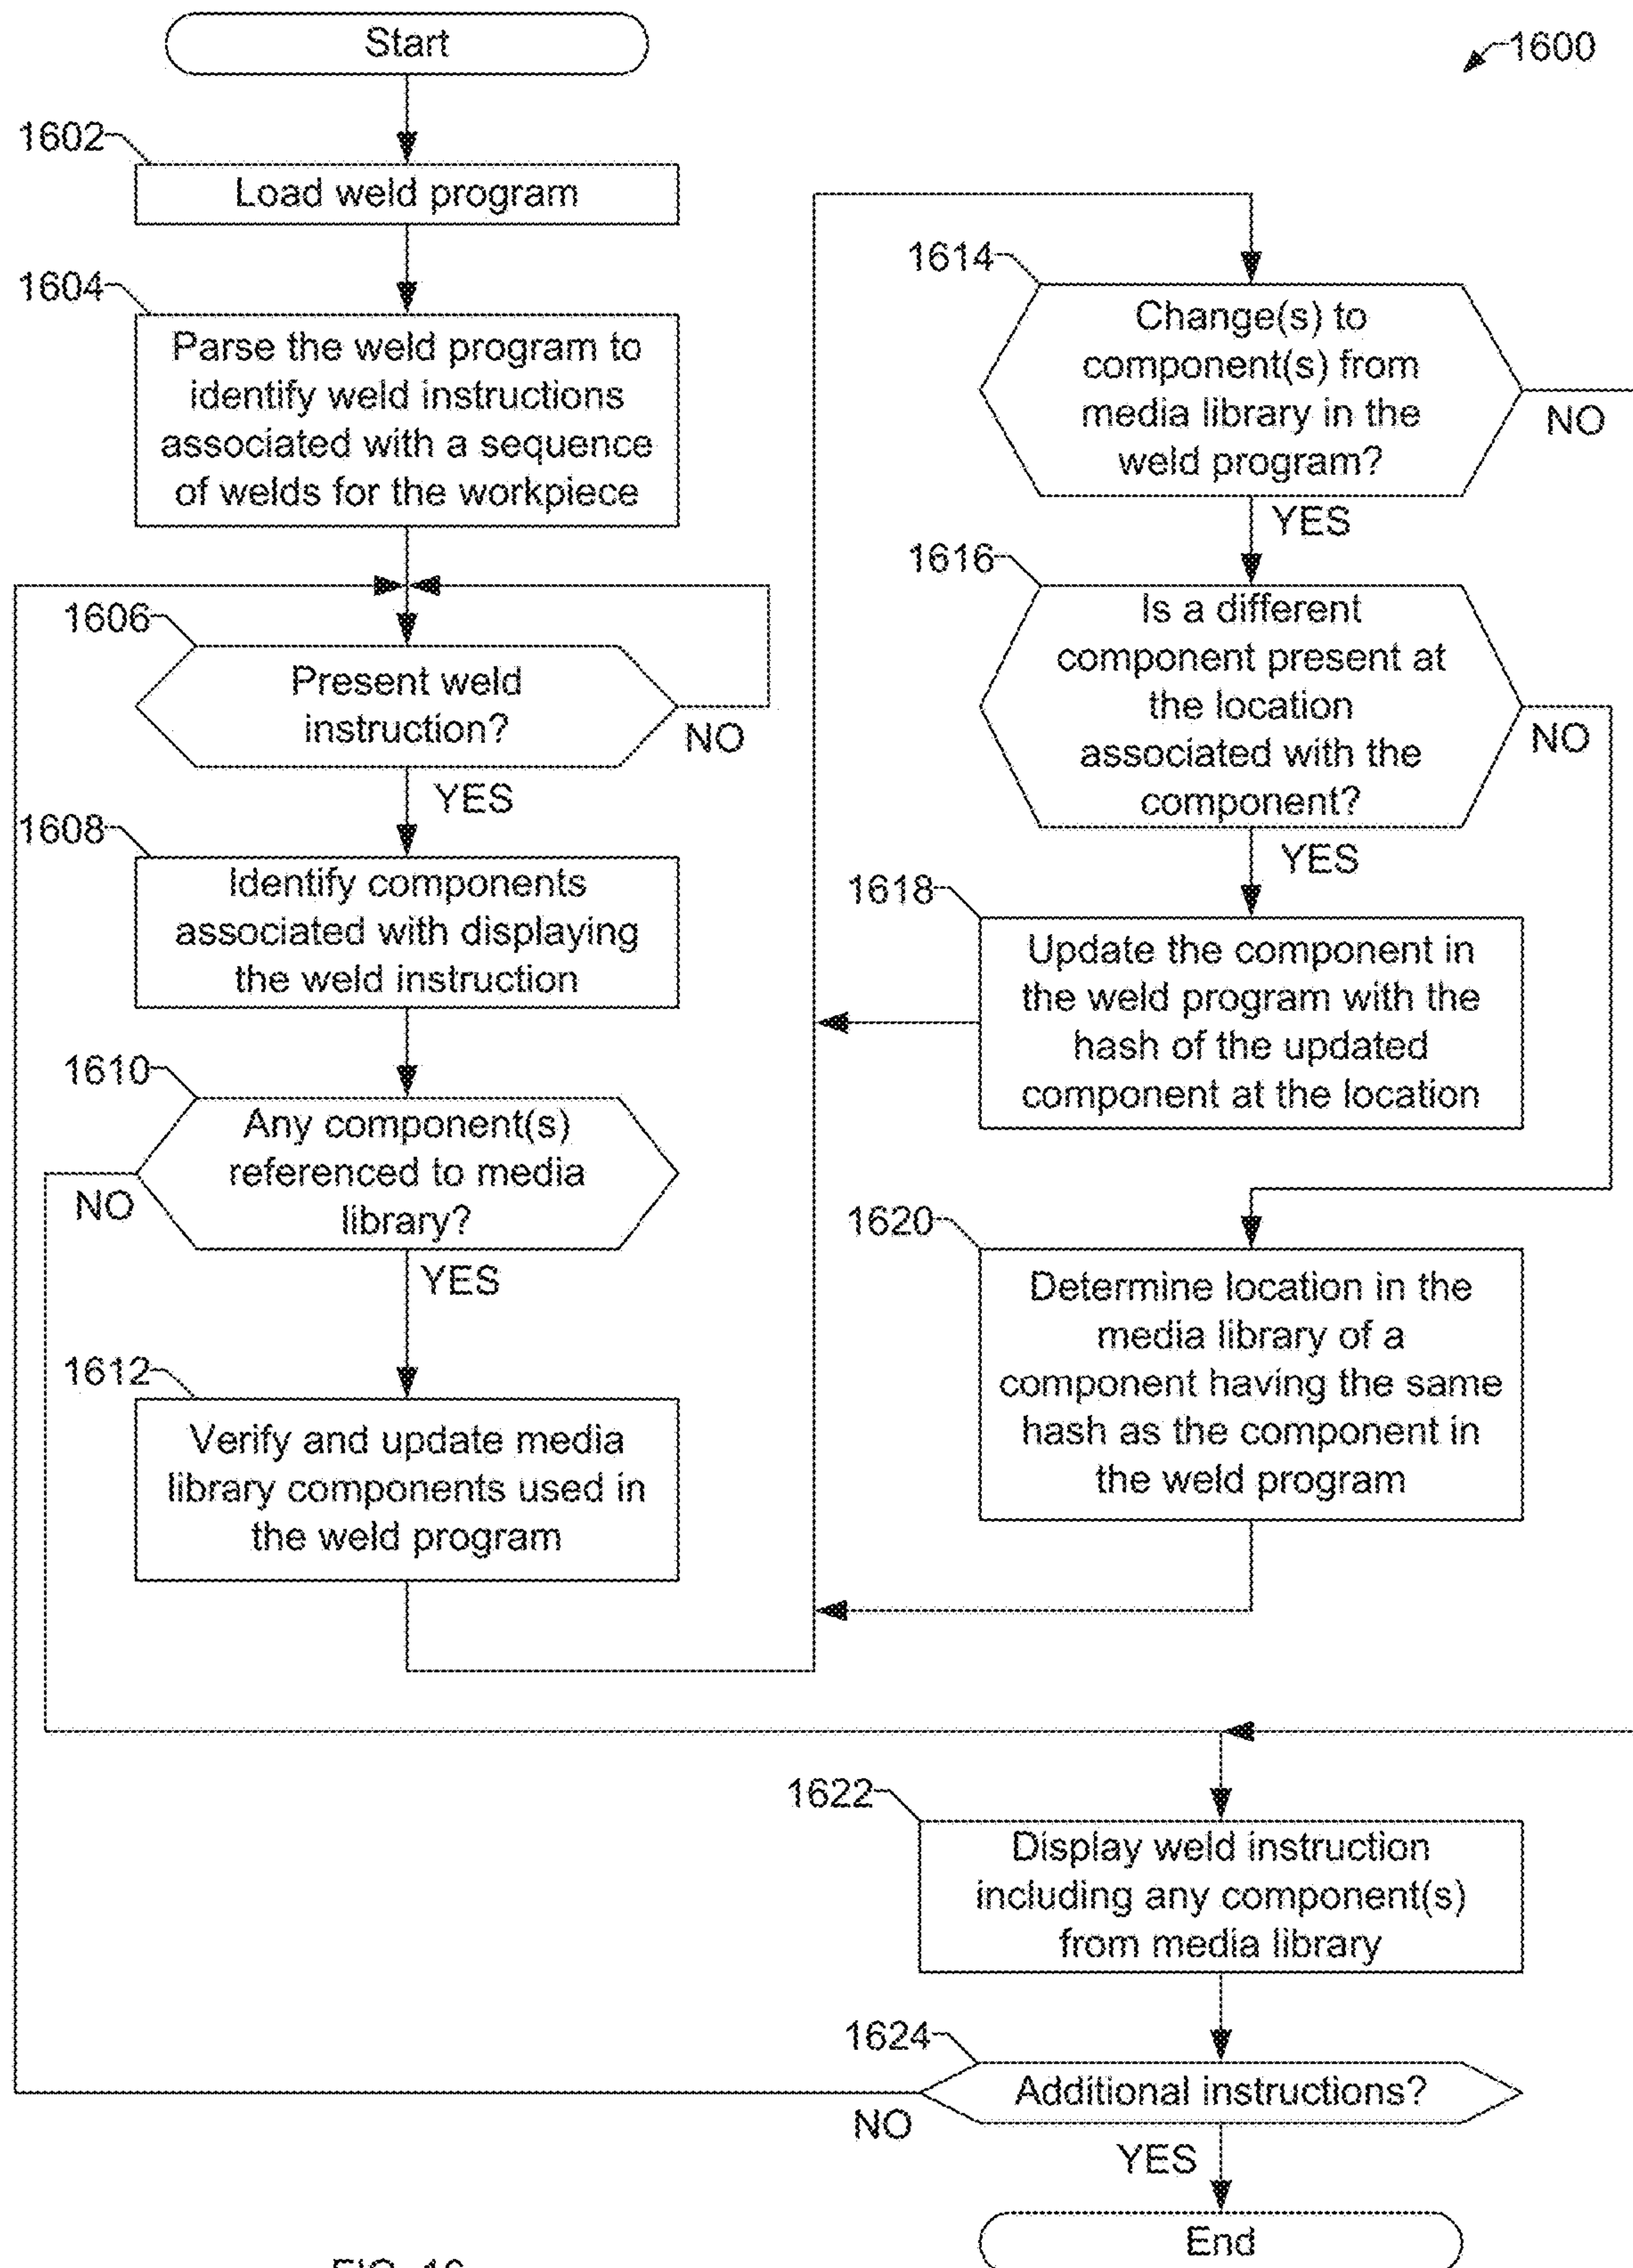 Start
1600
1602
Load weld program
1604
Parse the weld program to
identify weld instructions
associated with a sequence
of welds for the workpiece
1606
Present weld
instruction?
NO
YES
1608
Identify components
associated with displaying
the weld instruction
1610
Any component(s)
referenced to media
library?
NO
YES
1612
Verify and update media
library components used in
the weld program
1614
Change(s) to
component(s) from
media library in the
weld program?
NO
YES
1616
Is a different
component present at
the location
associated with the
component?
NO
YES
1618
Update the component in
the weld program with the
hash of the updated
component at the location
1620
Determine location in the
media library of a
component having the same
hash as the component in
the weld program
1622
Display weld instruction
including any component(s)
from media library
1624
Additional instructions?
NO
YES
End